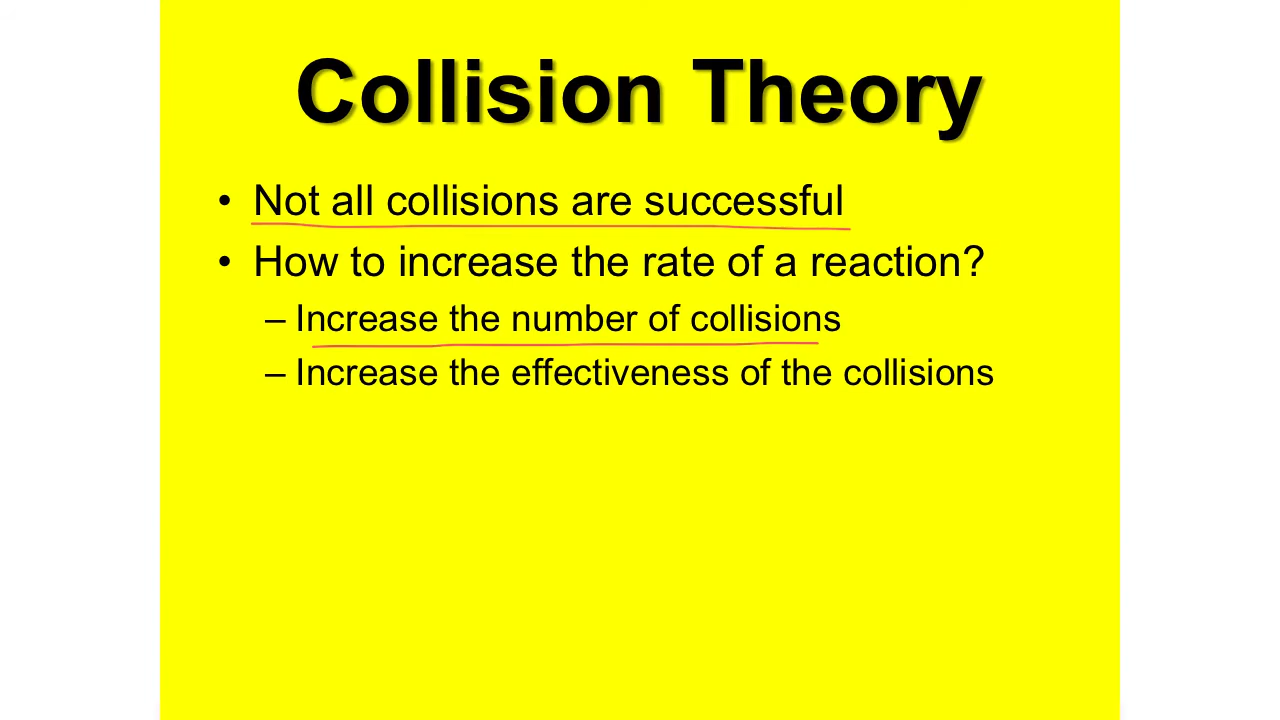 Collision Theory
• Not all collisions are successful
• How to increase the rate of a reaction?
– Increase the number of collisions
– Increase the effectiveness of the collisions